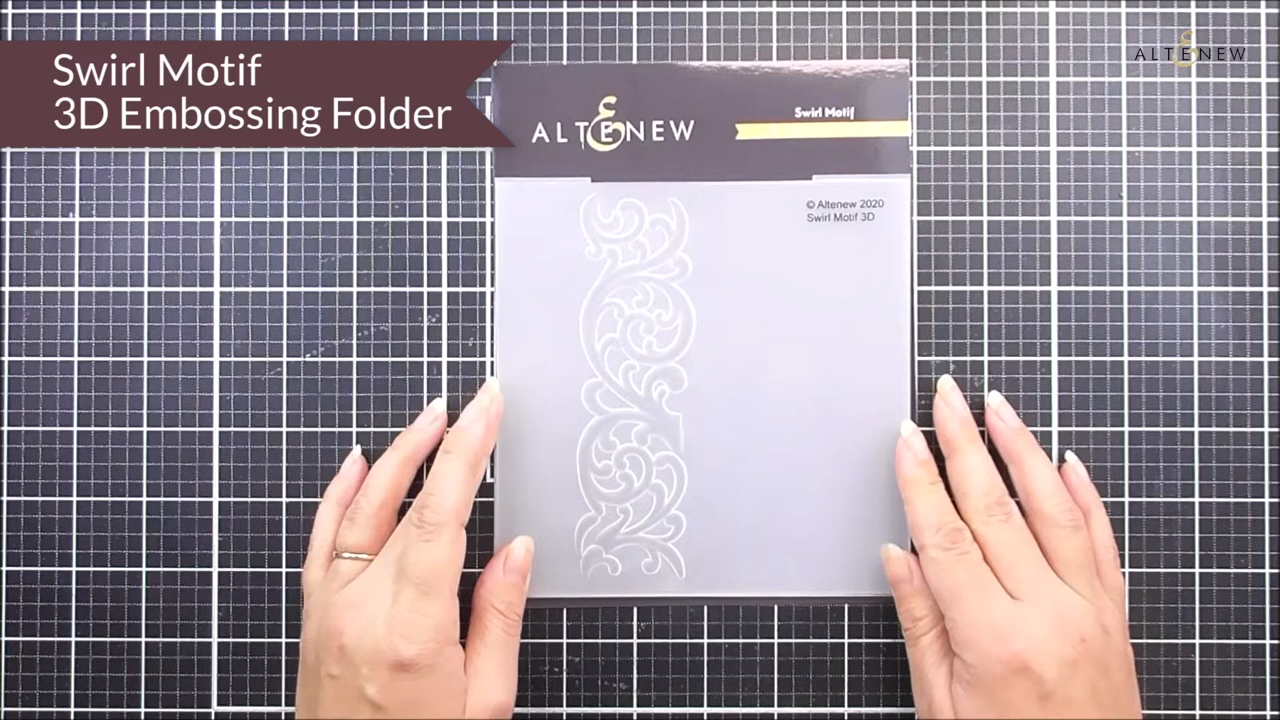 Swirl Motif
3D Embossing Folder
ALTENEW
ALTENEW
Swirl Motif
© Altenew 2020
Swirl Motif 3D